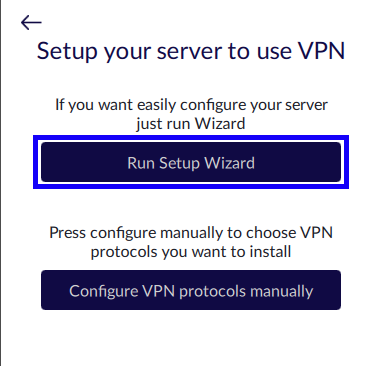 Setup your server to use VPN
If you want easily configure your server
just run Wizard
Run Setup Wizard
Press configure manually to choose VPN
protocols you want to install
Configure VPN protocols manually